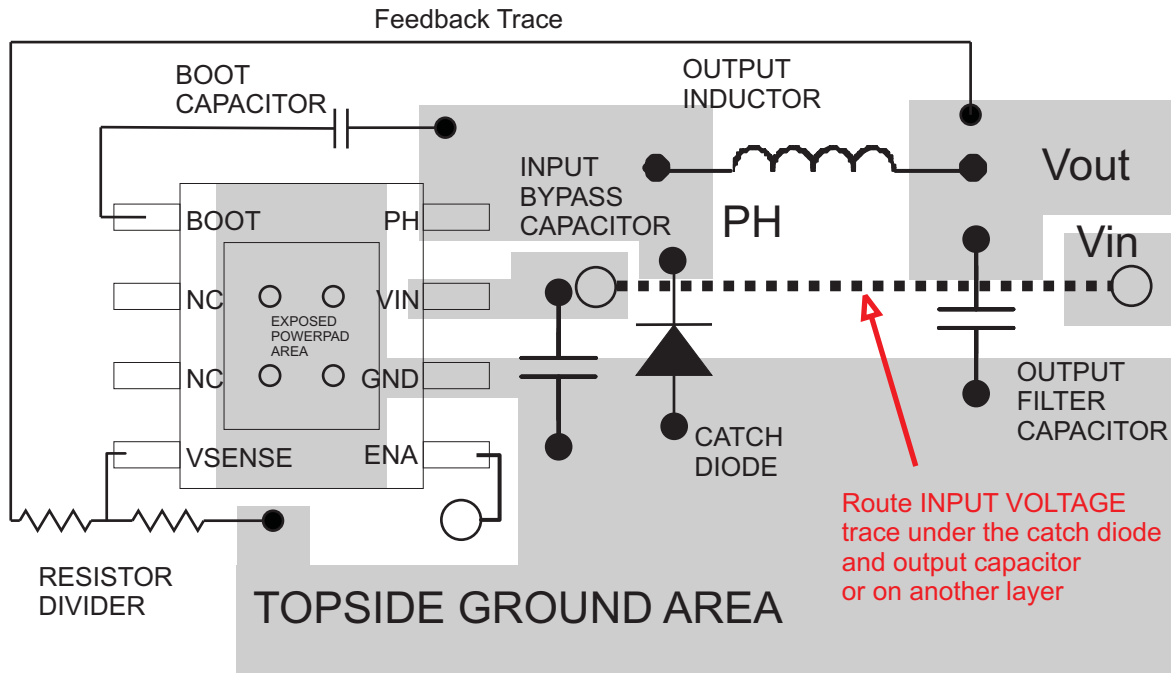 Feedback Trace
BOOT
CAPACITOR
OUTPUT
INDUCTOR
INPUT
BYPASS
CAPACITOR
Vout
PH
Vin
BOOT
PH
NC
VIN
EXPOSED
POWERPAD
AREA
NC
GND
VSENSE
ENA
CATCH
DIODE
OUTPUT
FILTER
CAPACITOR
Route INPUT VOLTAGE
trace under the catch diode
and output capacitor
or on another layer
RESISTOR
DIVIDER
TOPSIDE GROUND AREA